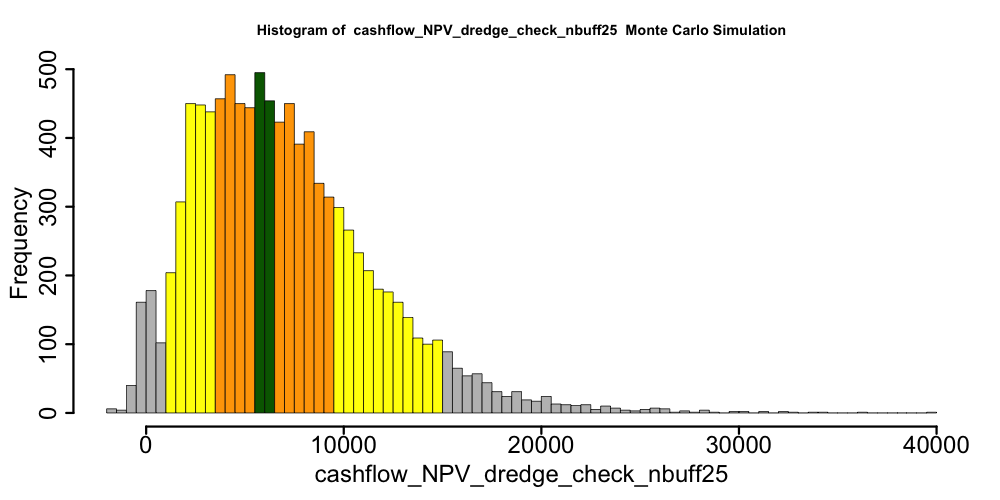 Histogram of cashflow_NPV_dredge_check_nbuff25 Monte Carlo Simulation
500
400
300
200
100
0
Frequency
0 10000 20000 30000 40000
cashflow_NPV_dredge_check_nbuff25